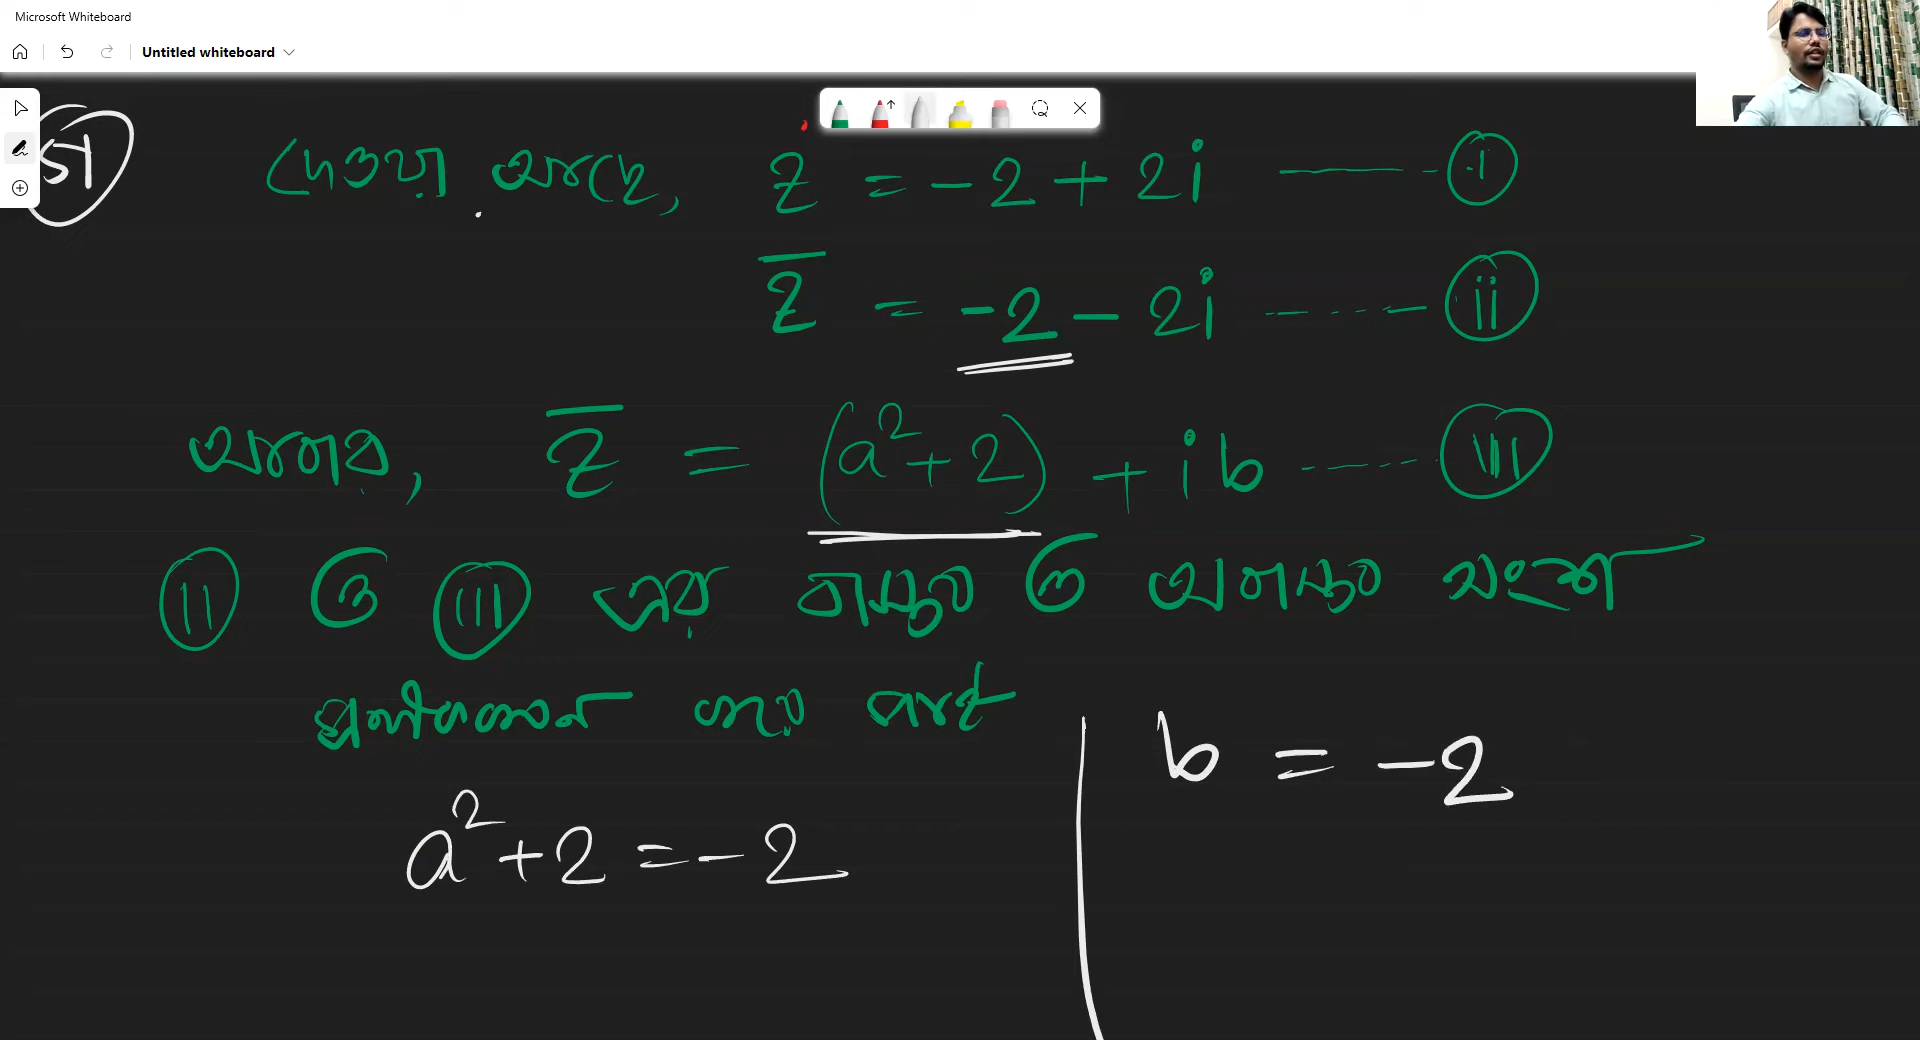 Microsoft Whiteboard
Untitled whiteboard
51 দেওয়া আছে, z = -2 + 2i ——— i
z̅ = -2 - 2i ------ ii
আবার, z̅ = (a² + 2) + ib ------ iii
ii ও iii এর বাস্তব ও অবাস্তব অংশ
সমীকরণ করে পাই
a² + 2 = -2
b = -2